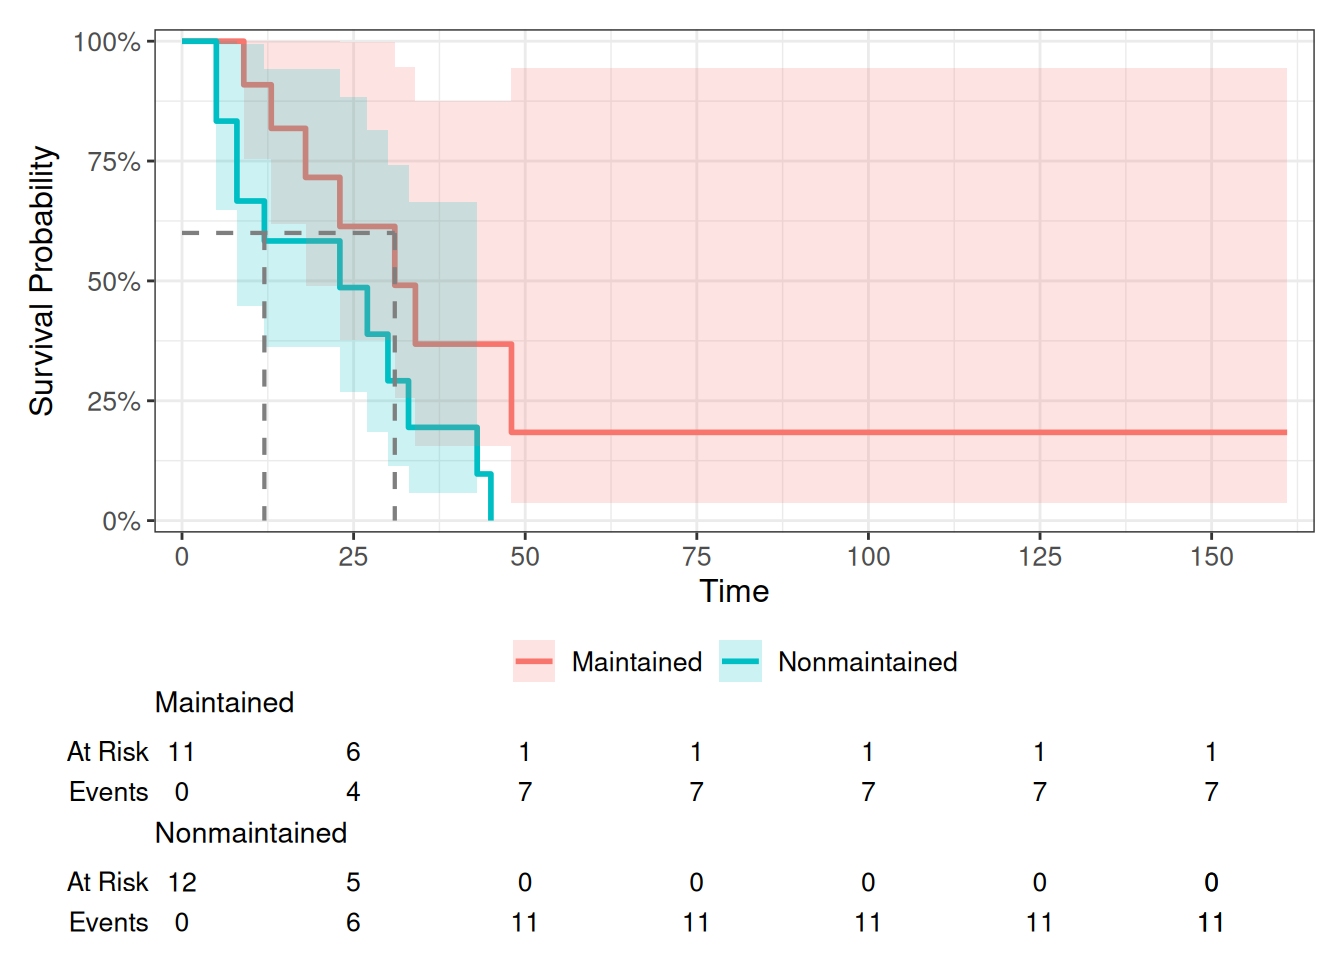 100%
75%
50%
25%
0%
Survival Probability
0 25 50 75 100 125 150
Time
Maintained Nonmaintained
Maintained
At Risk 11 6 1 1 1 1 1
Events 0 4 7 7 7 7 7
Nonmaintained
At Risk 12 5 0 0 0 0 0
Events 0 6 11 11 11 11 11